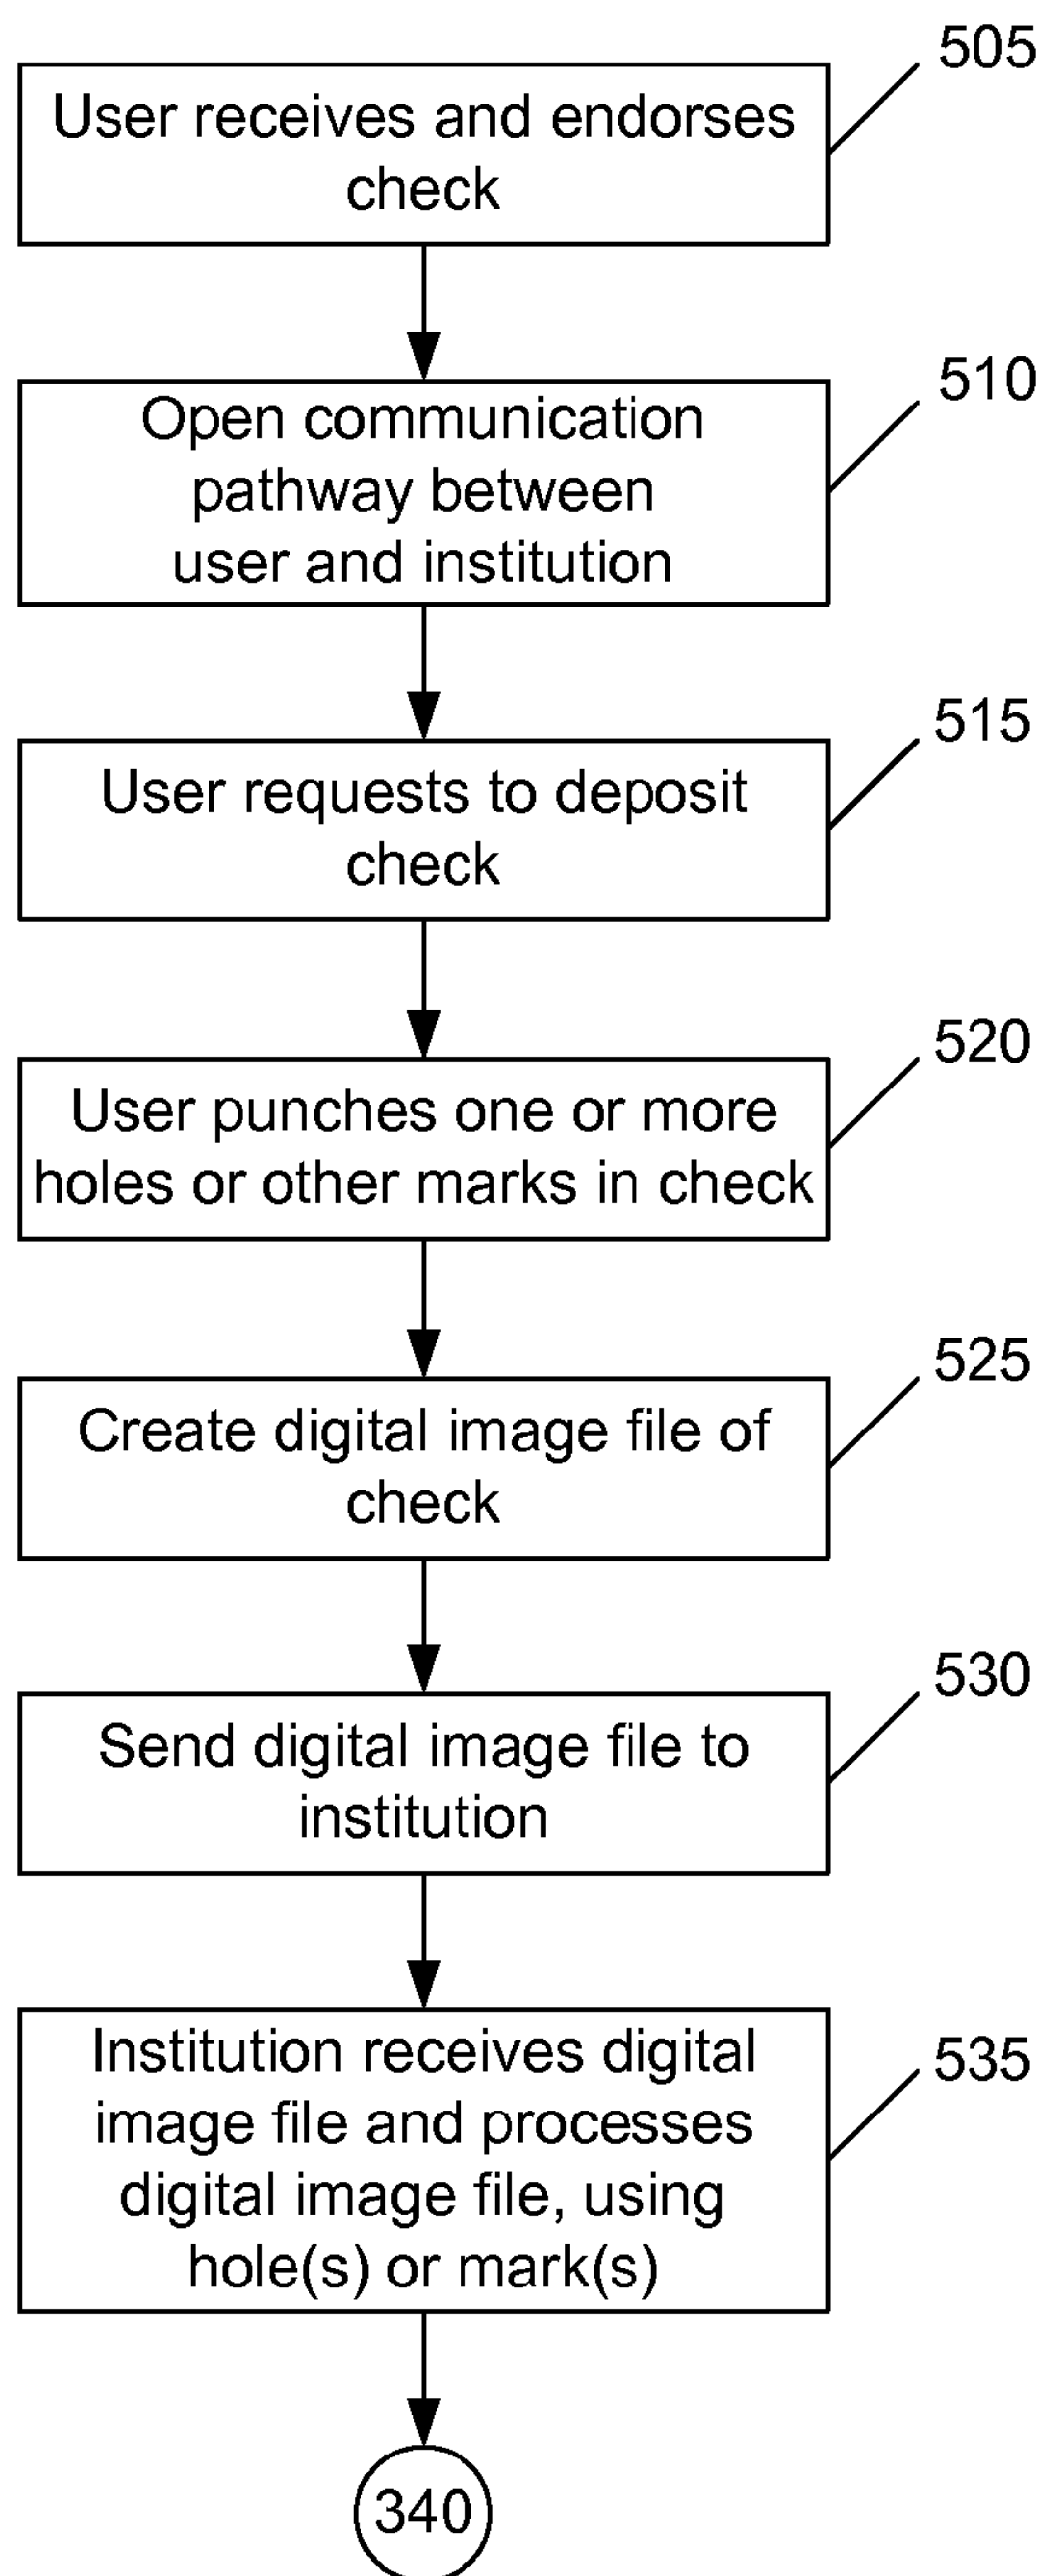 505
User receives and endorses
check
510
Open communication
pathway between
user and institution
515
User requests to deposit
check
520
User punches one or more
holes or other marks in check
525
Create digital image file of
check
530
Send digital image file to
institution
535
Institution receives digital
image file and processes
digital image file, using
hole(s) or mark(s)
340